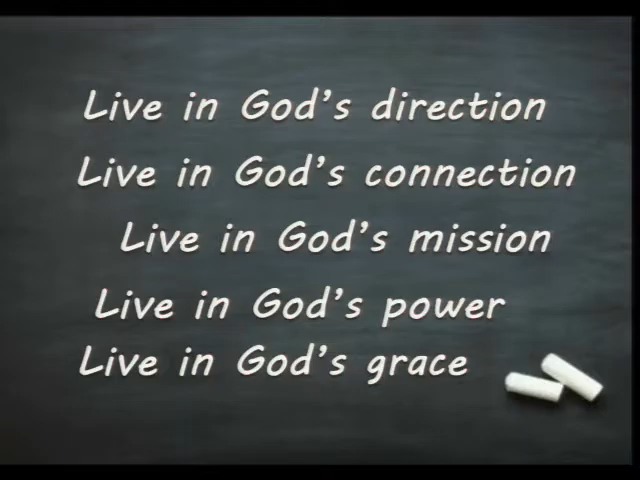 Live in God's direction
Live in God's connection
Live in God's mission
Live in God's power
Live in God's grace